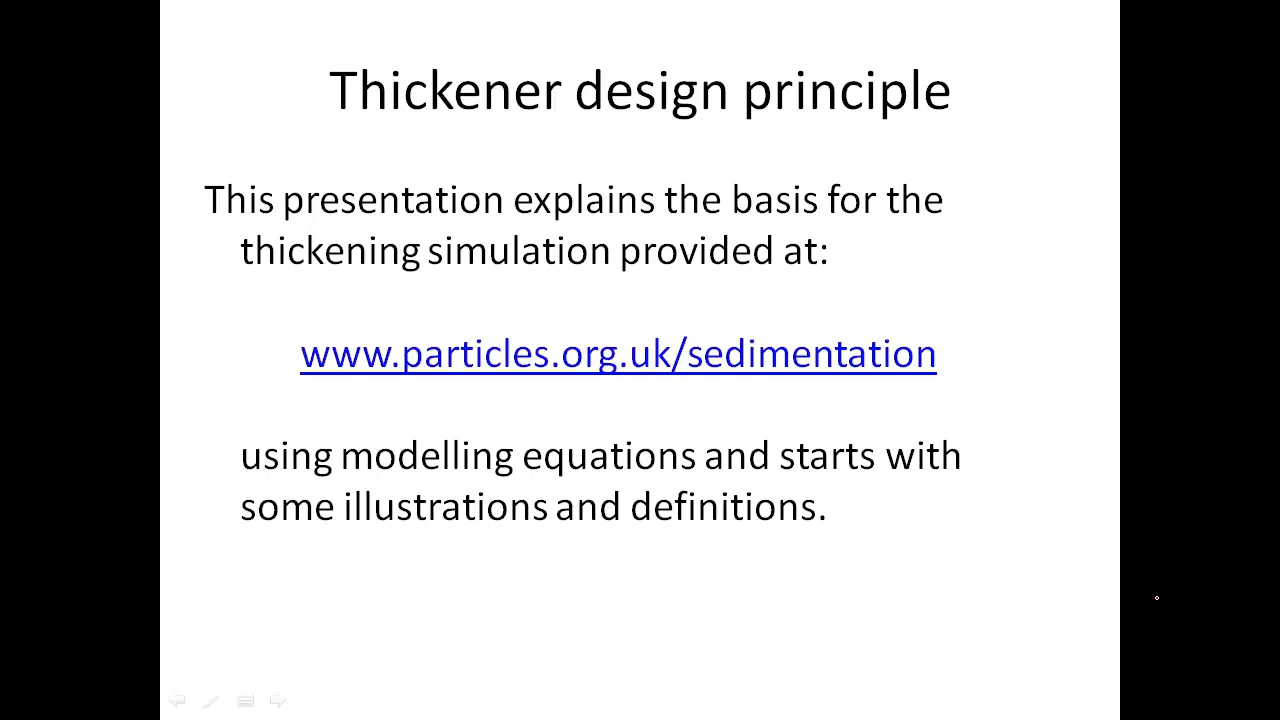 Thickener design principle
This presentation explains the basis for the
thickening simulation provided at:
www.particles.org.uk/sedimentation
using modelling equations and starts with
some illustrations and definitions.